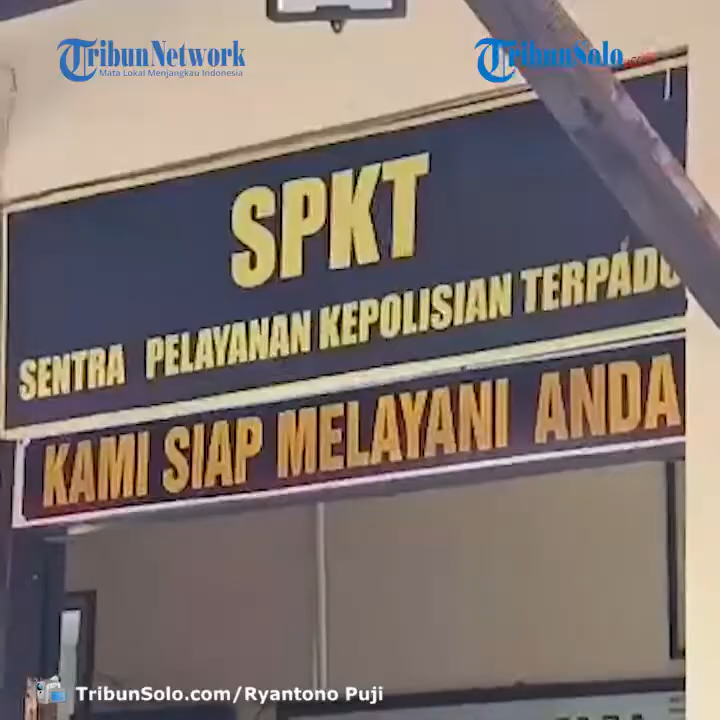 TribunNetwork
Mata Lokal Menjangkau Indonesia
TribunSolo.com
SPKT
SENTRA PELAYANAN KEPOLISIAN TERPADU
KAMI SIAP MELAYANI ANDA
TribunSolo.com/Ryantono Puji